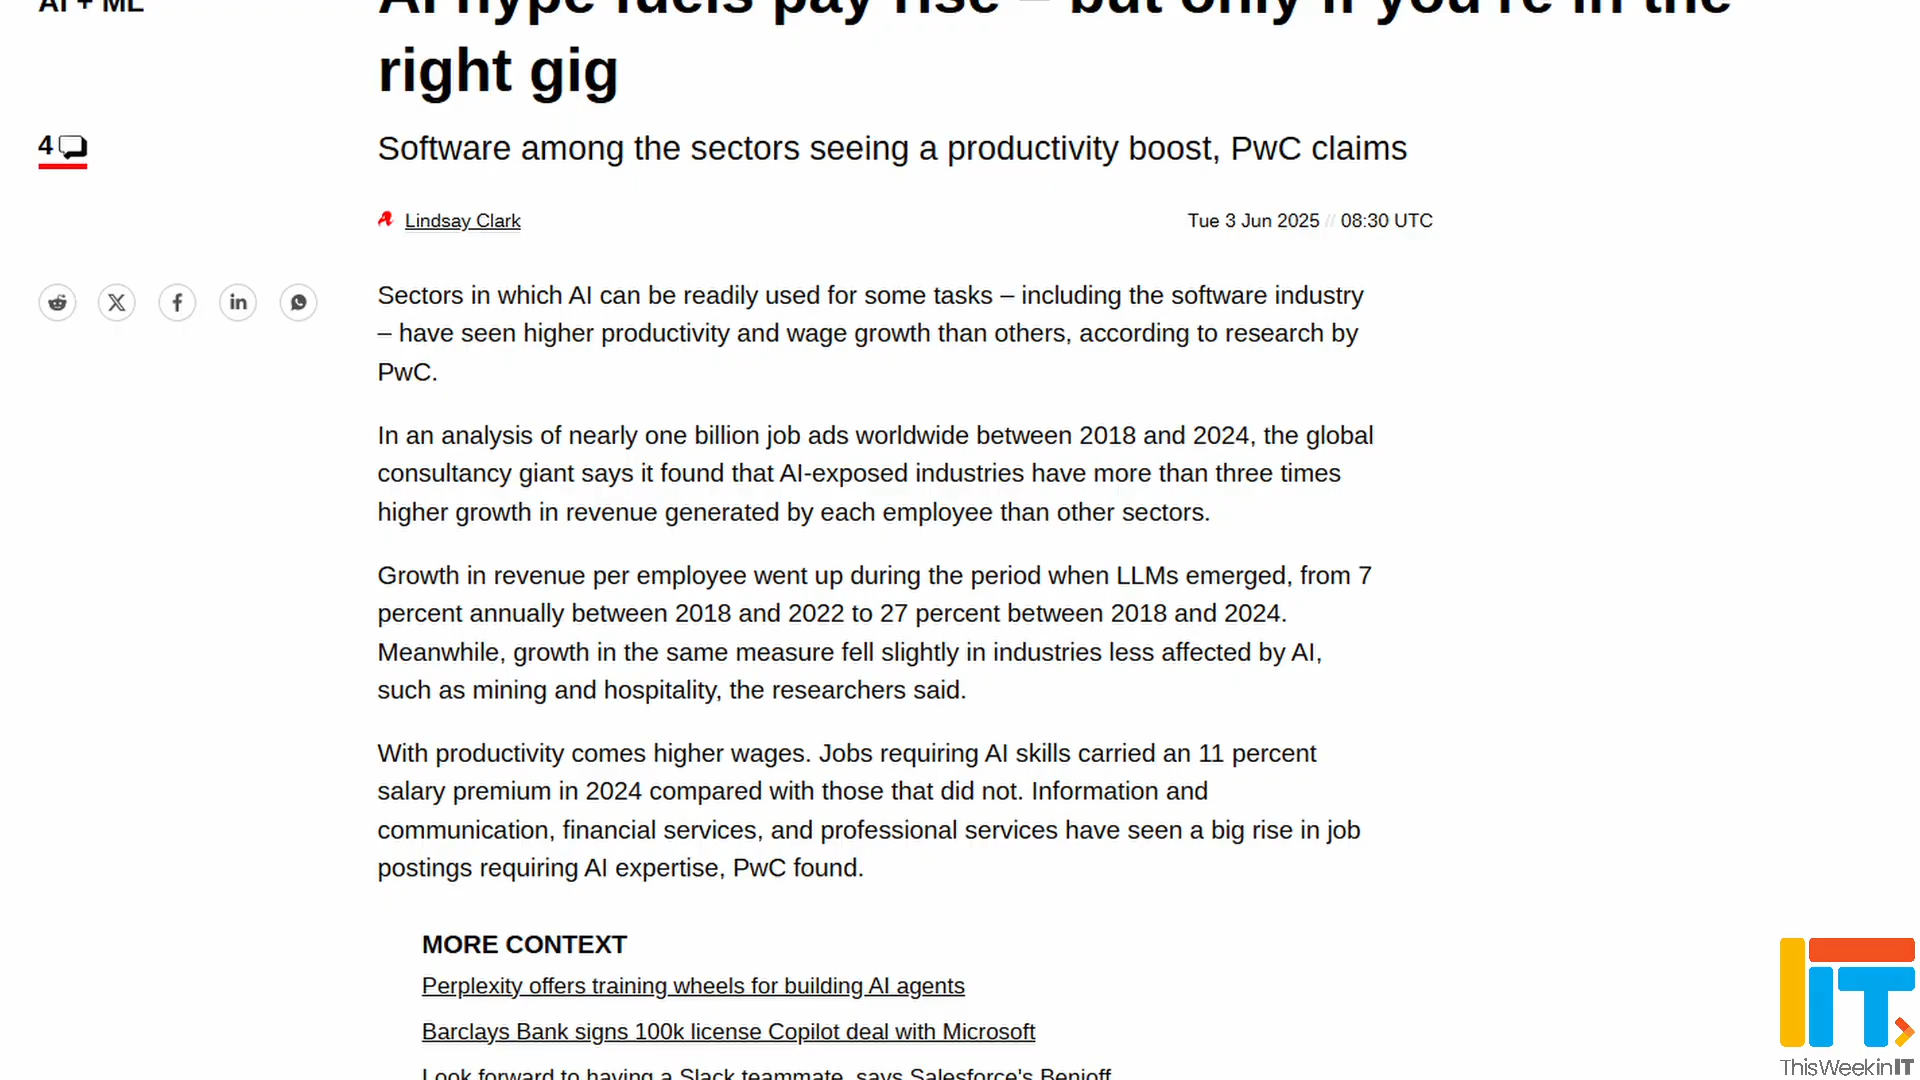 AI + ML
AI hype fuels pay rise – but only if you're in the
right gig
4
Software among the sectors seeing a productivity boost, PwC claims
Lindsay Clark
Tue 3 Jun 2025 // 08:30 UTC
Sectors in which AI can be readily used for some tasks – including the software industry
– have seen higher productivity and wage growth than others, according to research by
PwC.
In an analysis of nearly one billion job ads worldwide between 2018 and 2024, the global
consultancy giant says it found that AI-exposed industries have more than three times
higher growth in revenue generated by each employee than other sectors.
Growth in revenue per employee went up during the period when LLMs emerged, from 7
percent annually between 2018 and 2022 to 27 percent between 2018 and 2024.
Meanwhile, growth in the same measure fell slightly in industries less affected by AI,
such as mining and hospitality, the researchers said.
With productivity comes higher wages. Jobs requiring AI skills carried an 11 percent
salary premium in 2024 compared with those that did not. Information and
communication, financial services, and professional services have seen a big rise in job
postings requiring AI expertise, PwC found.
MORE CONTEXT
Perplexity offers training wheels for building AI agents
Barclays Bank signs 100k license Copilot deal with Microsoft
Look forward to having a Slack teammate, says Salesforce's Benioff
IT
ThisWeekinIT